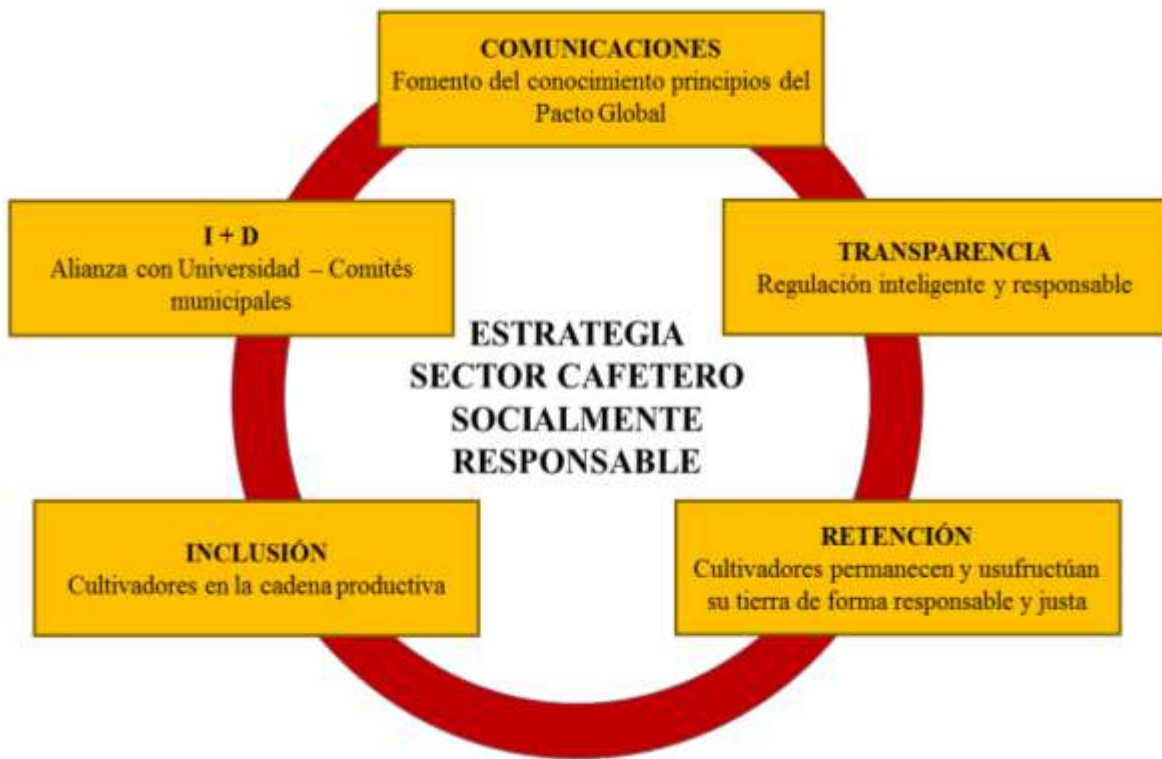 COMUNICACIONES
Fomento del conocimiento principios del
Pacto Global
I + D
Alianza con Universidad – Comités
municipales
TRANSPARENCIA
Regulación inteligente y responsable
ESTRATEGIA
SECTOR CAFETERO
SOCIALMENTE
RESPONSABLE
INCLUSIÓN
Cultivadores en la cadena productiva
RETENCIÓN
Cultivadores permanecen y usufructúan
su tierra de forma responsable y justa